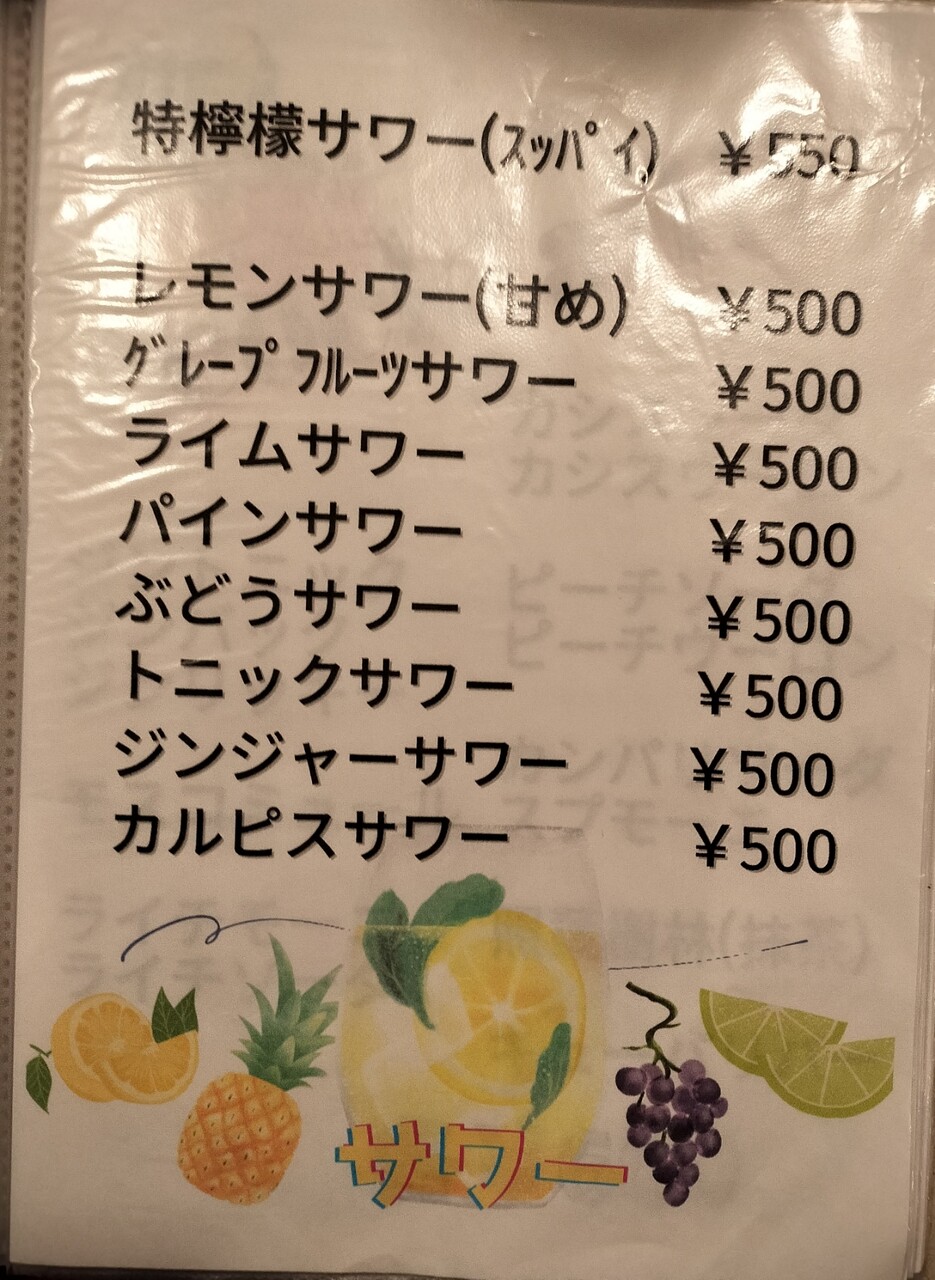 特檸檬サワー(ｽｯﾊﾟｲ) ￥550
レモンサワー(甘め) ￥500
ｸﾞﾚｰﾌﾟﾌﾙｰﾂサワー ￥500
ライムサワー ￥500
パインサワー ￥500
ぶどうサワー ￥500
トニックサワー ￥500
ジンジャーサワー ￥500
カルピスサワー ￥500
サワー